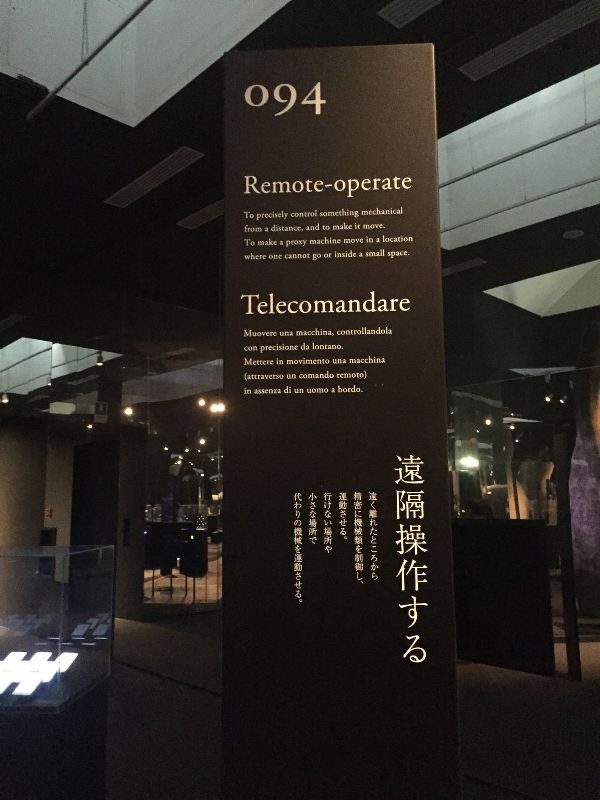 094
Remote-operate
To precisely control something mechanical
from a distance, and to make it move.
To make a proxy machine move in a location
where one cannot go or inside a small space.
Telecomandare
Muovere una macchina, controllandola
con precisione da lontano.
Mettere in movimento una macchina
(attraverso un comando remoto)
in assenza di un uomo a bordo.
遠隔操作する
遠く離れたところから
精密に機械類を制御し、
運動させる。
行けない場所や
小さな場所で
代わりの機械を運動させる。